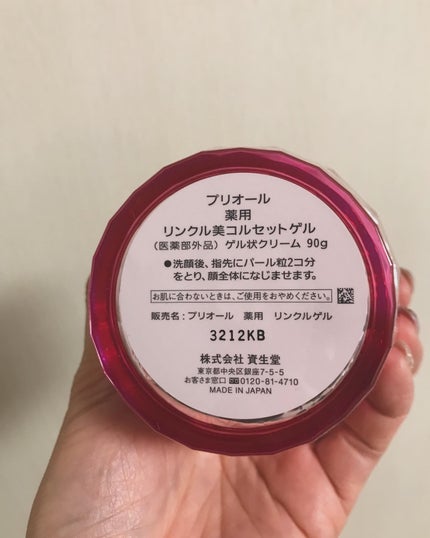 プリオール
薬用
リンクル美コルセットゲル
(医薬部外品) ゲル状クリーム 90g
●洗顔後、指先にパール粒2コ分
をとり、顔全体になじませます。
お肌に合わないときは、ご使用をおやめください。
販売名:プリオール 薬用 リンクルゲル
3212KB
株式会社 資生堂
東京都中央区銀座7-5-5
お客さま窓口 0120-81-4710
MADE IN JAPAN